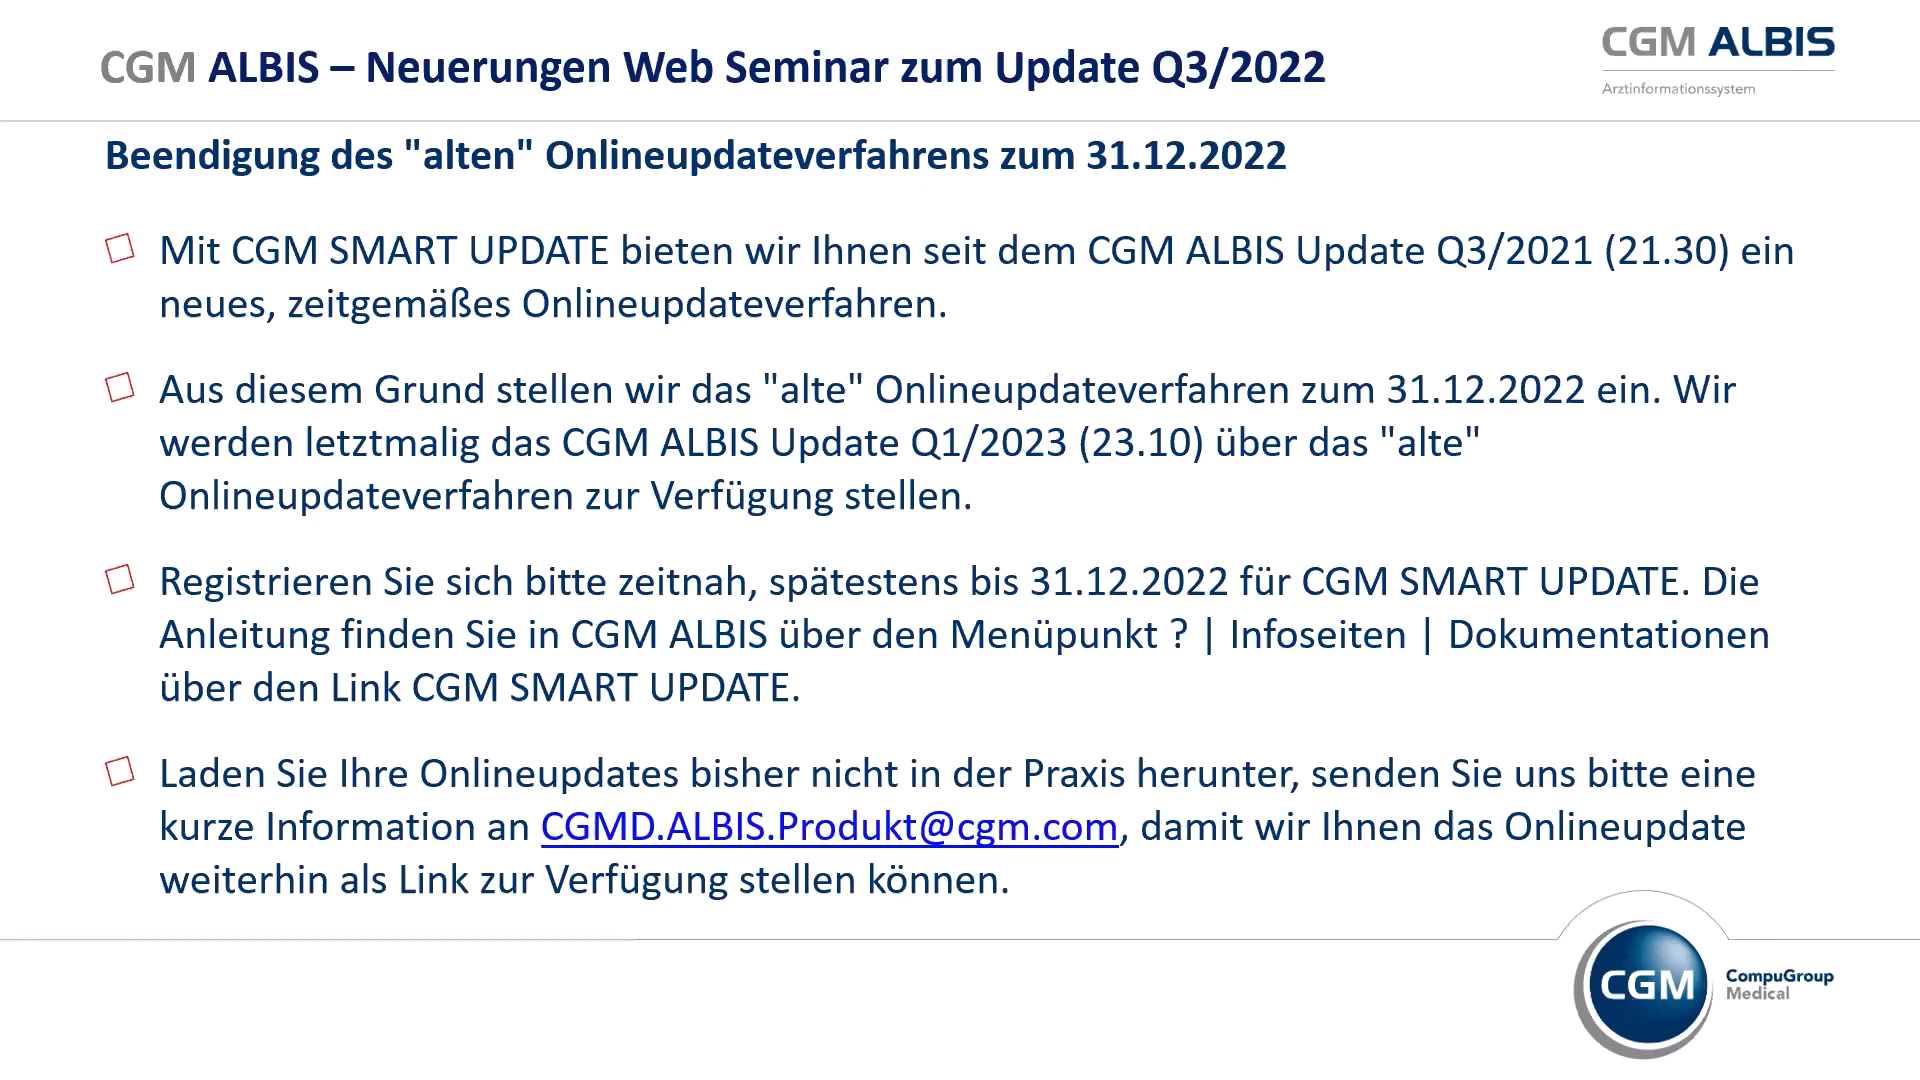 CGM ALBIS – Neuerungen Web Seminar zum Update Q3/2022
CGM ALBIS
Arztinformationssystem
Beendigung des "alten" Onlineupdateverfahrens zum 31.12.2022
Mit CGM SMART UPDATE bieten wir Ihnen seit dem CGM ALBIS Update Q3/2021 (21.30) ein
neues, zeitgemäßes Onlineupdateverfahren.
Aus diesem Grund stellen wir das "alte" Onlineupdateverfahren zum 31.12.2022 ein. Wir
werden letztmalig das CGM ALBIS Update Q1/2023 (23.10) über das "alte"
Onlineupdateverfahren zur Verfügung stellen.
Registrieren Sie sich bitte zeitnah, spätestens bis 31.12.2022 für CGM SMART UPDATE. Die
Anleitung finden Sie in CGM ALBIS über den Menüpunkt ? | Infoseiten | Dokumentationen
über den Link CGM SMART UPDATE.
Laden Sie Ihre Onlineupdates bisher nicht in der Praxis herunter, senden Sie uns bitte eine
kurze Information an CGMD.ALBIS.Produkt@cgm.com, damit wir Ihnen das Onlineupdate
weiterhin als Link zur Verfügung stellen können.
CGM
CompuGroup
Medical